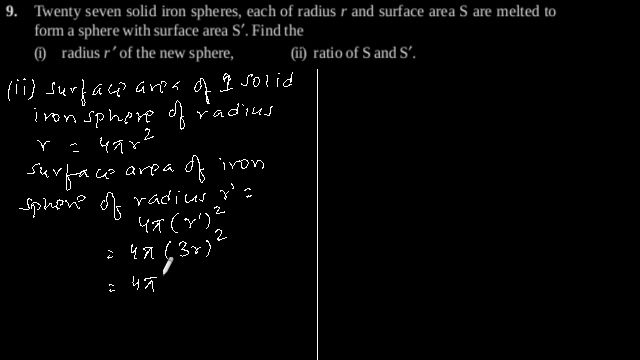 9. Twenty seven solid iron spheres, each of radius r and surface area S are melted to
form a sphere with surface area S′. Find the
(i) radius r′ of the new sphere, (ii) ratio of S and S′.
(ii) surface area of 1 solid
iron sphere of radius
r = 4πr²
surface area of iron
sphere of radius r' =
4π(r')²
= 4π(3r)²
= 4π